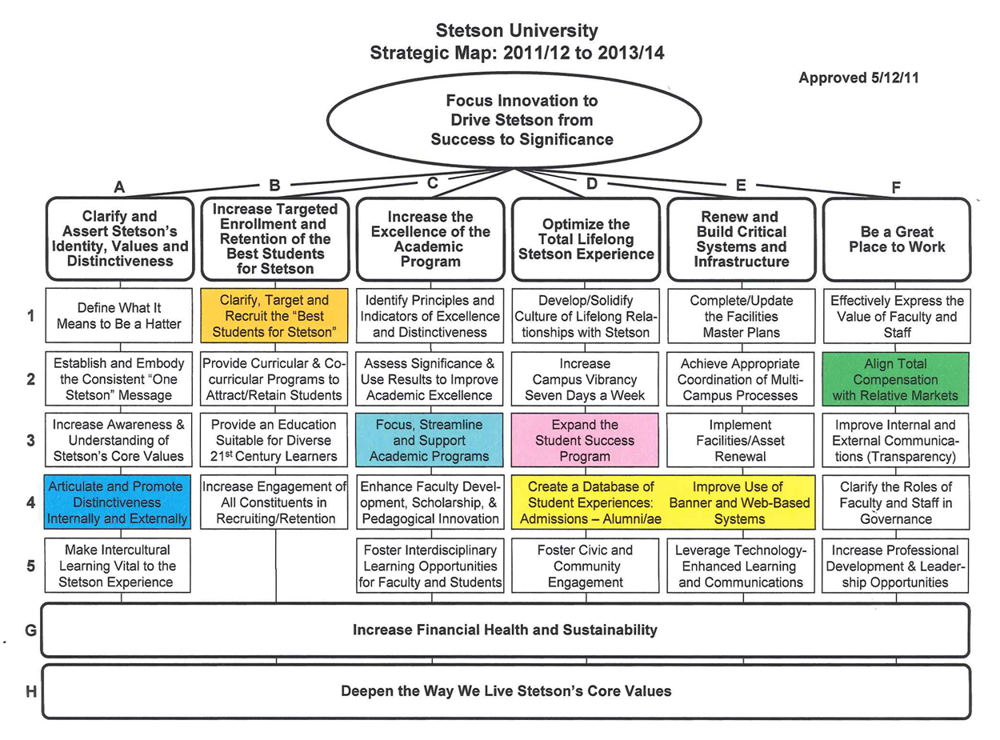 Stetson University
Strategic Map: 2011/12 to 2013/14
Approved 5/12/11
Focus Innovation to
Drive Stetson from
Success to Significance
A
B
C
D
E
F
Clarify and
Assert Stetson's
Identity, Values and
Distinctiveness
Increase Targeted
Enrollment and
Retention of the
Best Students
for Stetson
Increase the
Excellence of the
Academic
Program
Optimize the
Total Lifelong
Stetson Experience
Renew and
Build Critical
Systems and
Infrastructure
Be a Great
Place to Work
1
Define What It
Means to Be a Hatter
Clarify, Target and
Recruit the “Best
Students for Stetson”
Identify Principles and
Indicators of Excellence
and Distinctiveness
Develop/Solidify
Culture of Lifelong Rela-
tionships with Stetson
Complete/Update
the Facilities
Master Plans
Effectively Express the
Value of Faculty and
Staff
2
Establish and Embody
the Consistent “One
Stetson” Message
Provide Curricular & Co-
curricular Programs to
Attract/Retain Students
Assess Significance &
Use Results to Improve
Academic Excellence
Increase
Campus Vibrancy
Seven Days a Week
Achieve Appropriate
Coordination of Multi-
Campus Processes
Align Total
Compensation
with Relative Markets
3
Increase Awareness &
Understanding of
Stetson's Core Values
Provide an Education
Suitable for Diverse
21st Century Learners
Focus, Streamline
and Support
Academic Programs
Expand the
Student Success
Program
Implement
Facilities/Asset
Renewal
Improve Internal and
External Communica-
tions (Transparency)
4
Articulate and Promote
Distinctiveness
Internally and Externally
Increase Engagement of
All Constituents in
Recruiting/Retention
Enhance Faculty Devel-
opment, Scholarship, &
Pedagogical Innovation
Create a Database of
Student Experiences:
Admissions – Alumni/ae
Improve Use of
Banner and Web-Based
Systems
Clarify the Roles of
Faculty and Staff in
Governance
5
Make Intercultural
Learning Vital to the
Stetson Experience
Foster Interdisciplinary
Learning Opportunities
for Faculty and Students
Foster Civic and
Community
Engagement
Leverage Technology-
Enhanced Learning
and Communications
Increase Professional
Development & Leader-
ship Opportunities
G
Increase Financial Health and Sustainability
H
Deepen the Way We Live Stetson's Core Values